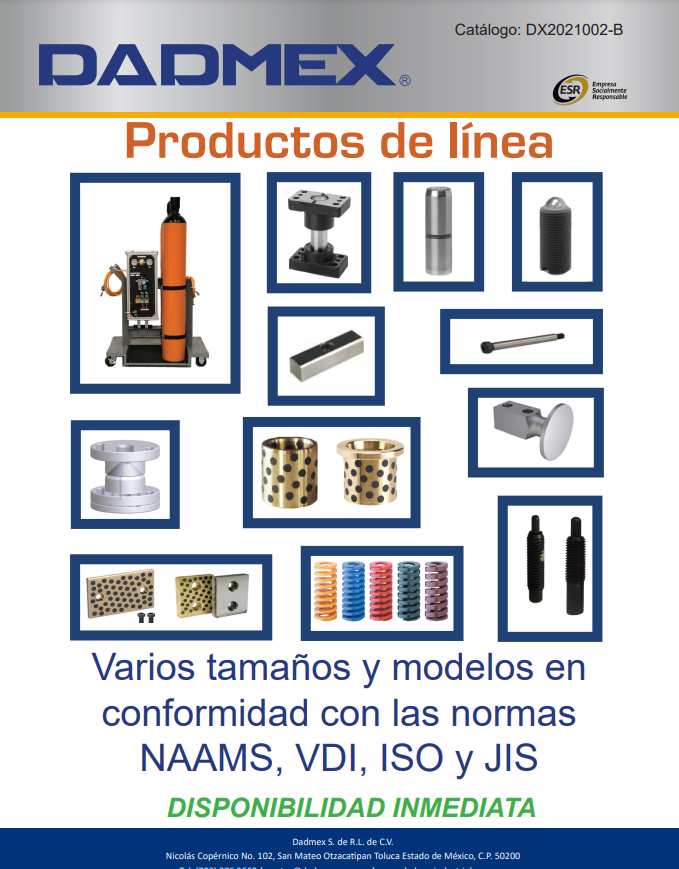 Catálogo: DX2021002-B
DADMEX®
ESR Empresa
Socialmente
Responsable
Productos de línea
Varios tamaños y modelos en
conformidad con las normas
NAAMS, VDI, ISO y JIS
DISPONIBILIDAD INMEDIATA
Dadmex S. de R.L. de C.V.
Nicolás Copérnico No. 102, San Mateo Otzacatipan Toluca Estado de México, C.P. 50200